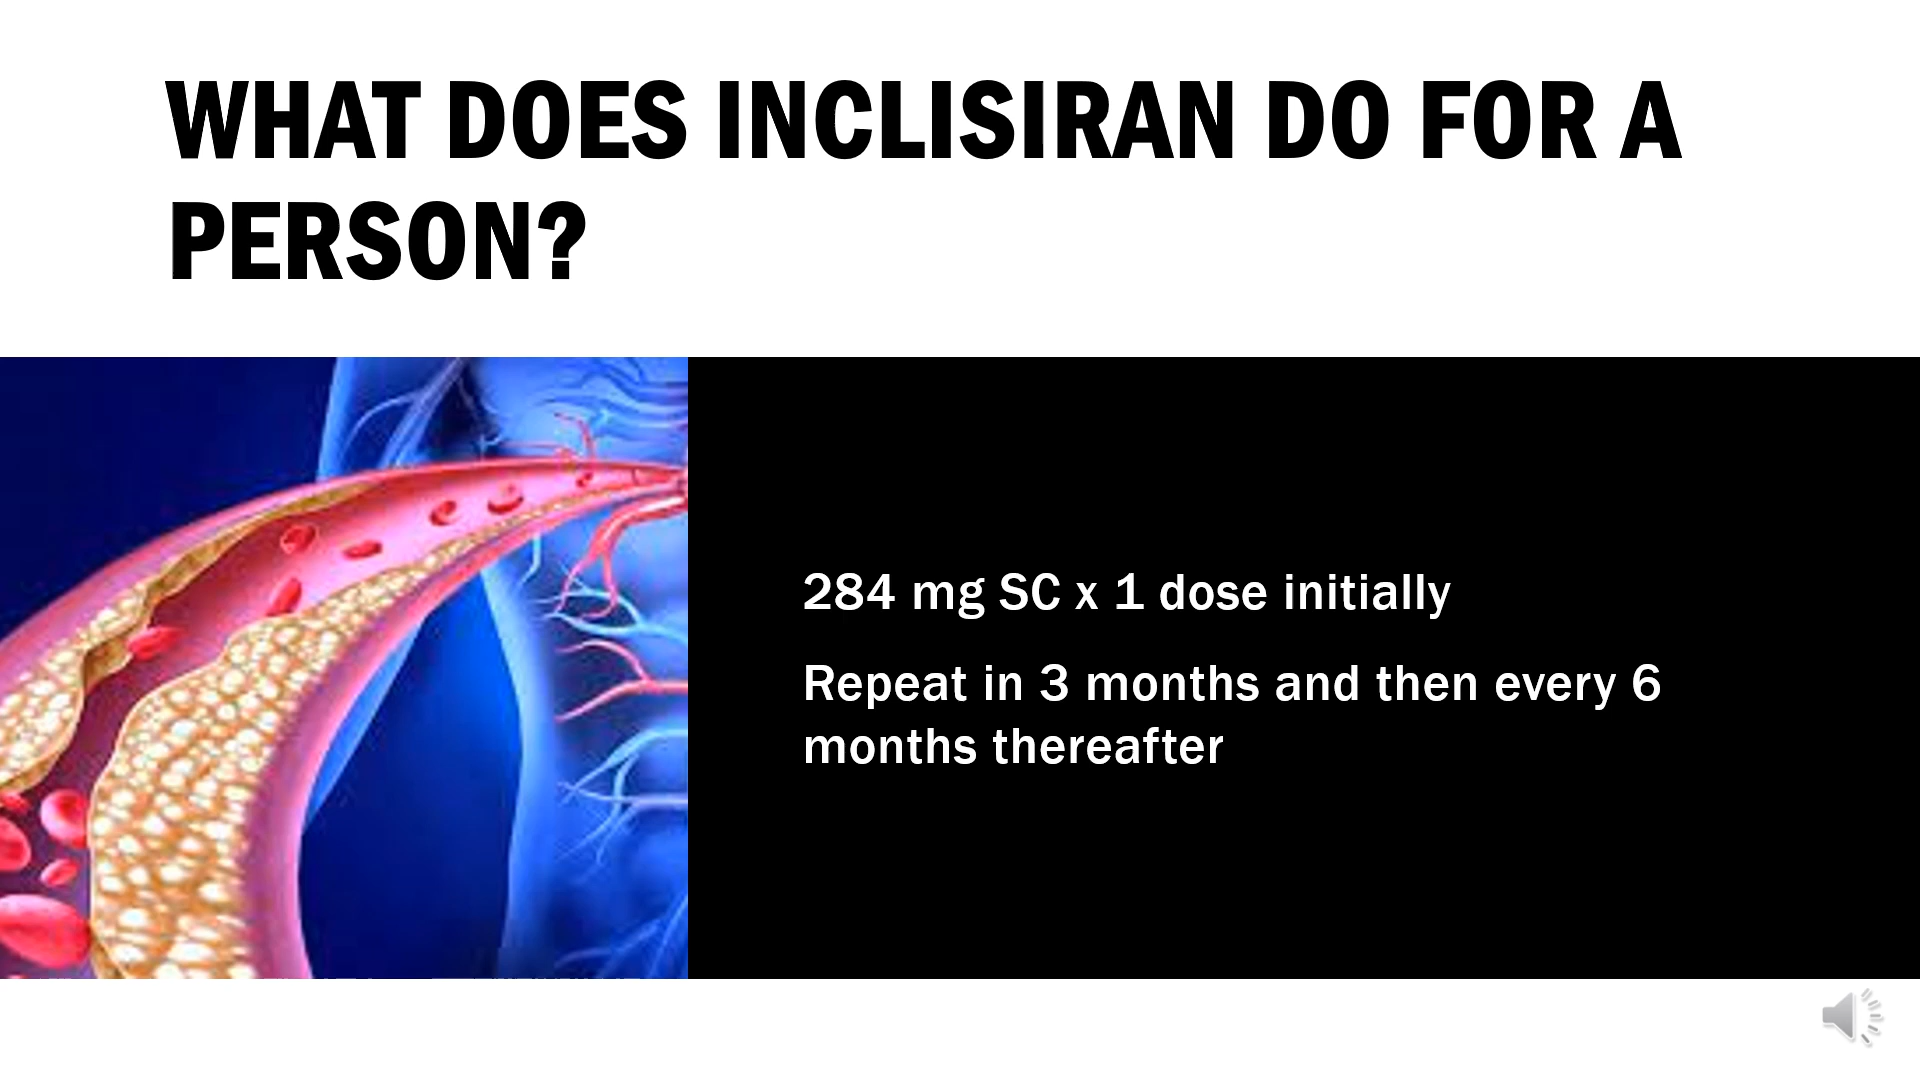 WHAT DOES INCLISIRAN DO FOR A
PERSON?
284 mg SC x 1 dose initially
Repeat in 3 months and then every 6
months thereafter